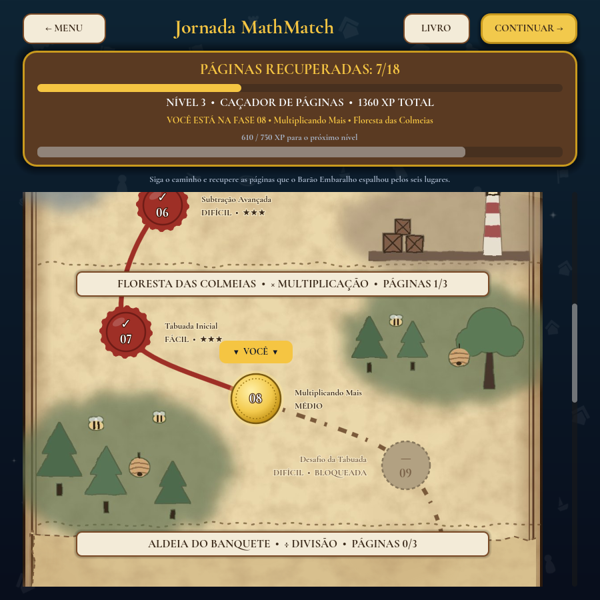 ← MENU
Jornada MathMatch
LIVRO
CONTINUAR →
PÁGINAS RECUPERADAS: 7/18
NÍVEL 3 • CAÇADOR DE PÁGINAS • 1360 XP TOTAL
VOCÊ ESTÁ NA FASE 08 • Multiplicando Mais • Floresta das Colmeias
610 / 750 XP para o próximo nível
Siga o caminho e recupere as páginas que o Barão Embaralho espalhou pelos seis lugares.
✓
06
Subtração Avançada
DIFÍCIL • ★★★
FLORESTA DAS COLMEIAS • × MULTIPLICAÇÃO • PÁGINAS 1/3
✓
07
Tabuada Inicial
FÁCIL • ★★★
▼ VOCÊ ▼
08
Multiplicando Mais
MÉDIO
Desafio da Tabuada
DIFÍCIL • BLOQUEADA
—
09
ALDEIA DO BANQUETE • ÷ DIVISÃO • PÁGINAS 0/3